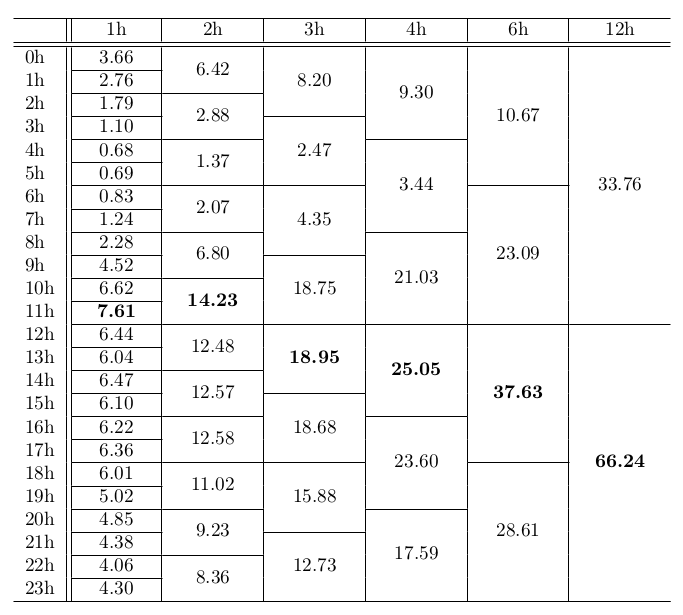 1h 2h 3h 4h 6h 12h
0h 3.66 6.42 8.20 9.30 10.67 33.76
1h 2.76
2h 1.79 2.88
3h 1.10 2.47
4h 0.68 1.37 3.44
5h 0.69
6h 0.83 2.07 4.35 23.09
7h 1.24
8h 2.28 6.80 21.03
9h 4.52 18.75
10h 6.62 14.23
11h 7.61
12h 6.44 12.48 18.95 25.05 37.63 66.24
13h 6.04
14h 6.47 12.57
15h 6.10 18.68
16h 6.22 12.58 23.60
17h 6.36
18h 6.01 11.02 15.88 28.61
19h 5.02
20h 4.85 9.23 17.59
21h 4.38 12.73
22h 4.06 8.36
23h 4.30